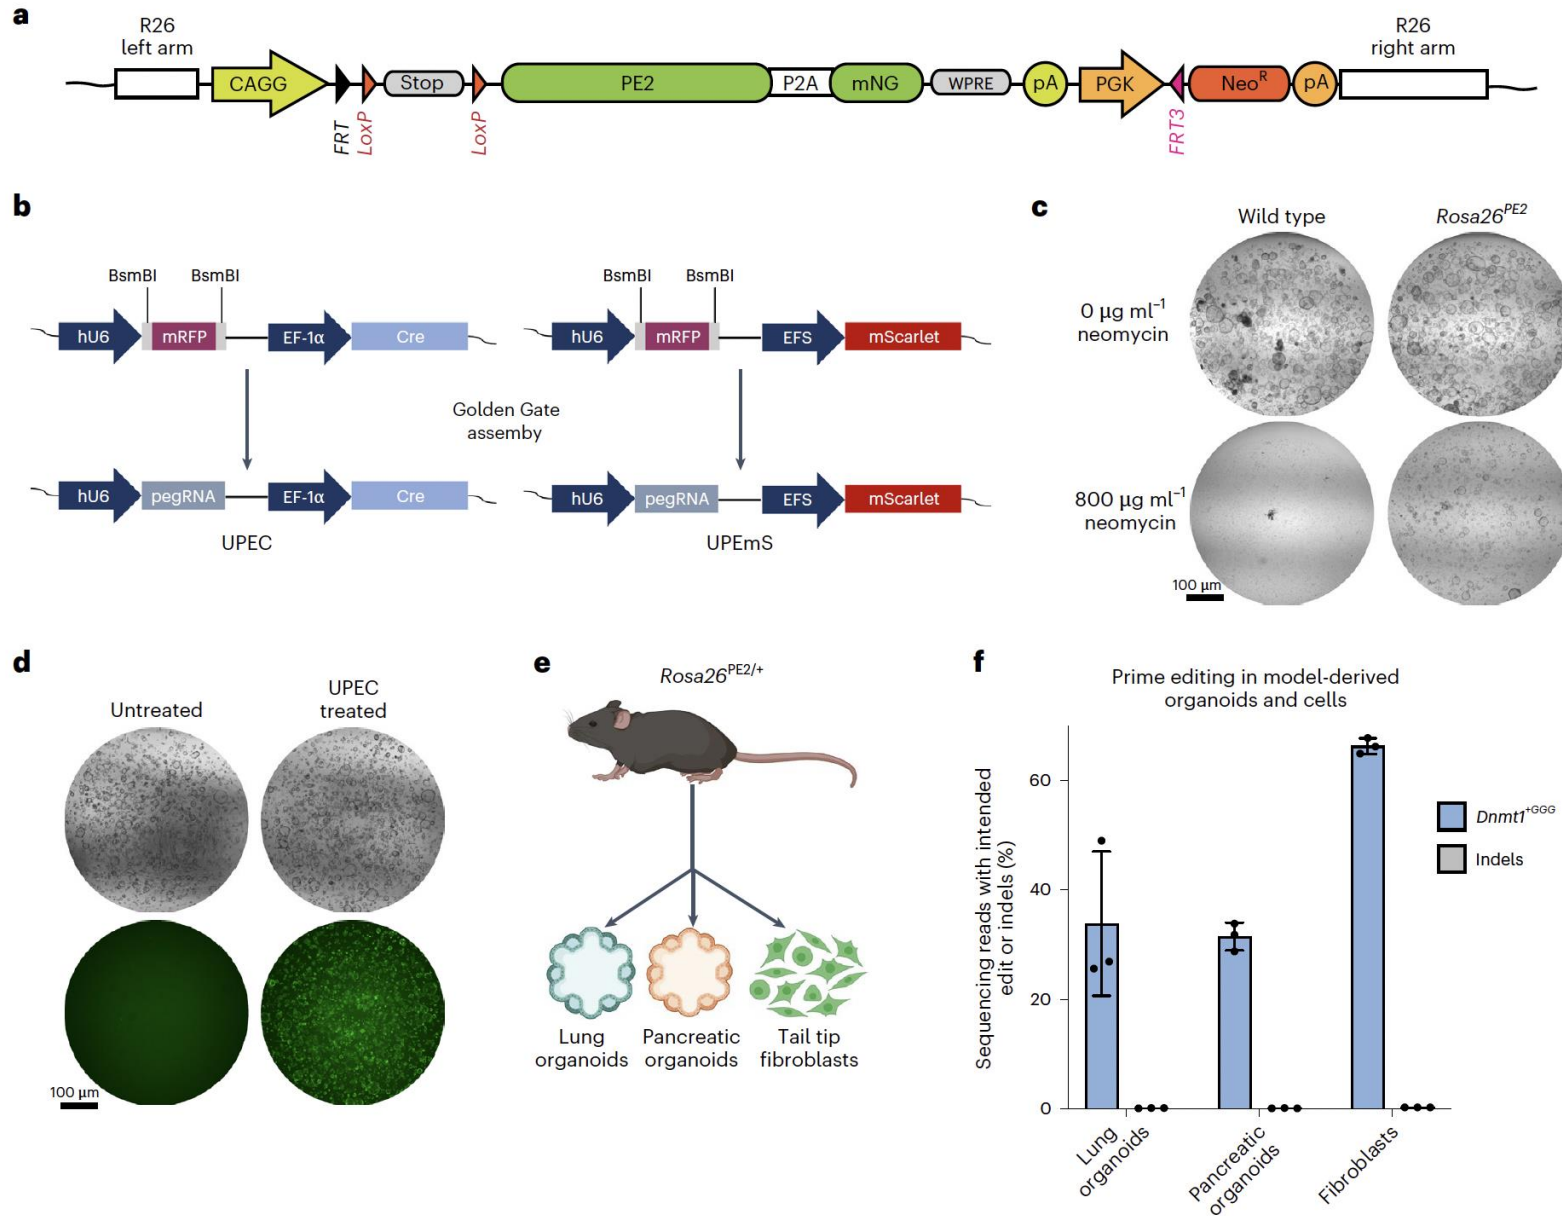 a
R26
left arm
R26
right arm
CAGG
Stop
PE2
P2A
mNG
WPRE
pA
PGK
Neo^R
pA
FRT
LoxP
LoxP
FRT3
b
BsmBI
BsmBI
BsmBI
BsmBI
hU6
mRFP
EF-1α
Cre
hU6
mRFP
EFS
mScarlet
Golden Gate
assemby
hU6
pegRNA
EF-1α
Cre
hU6
pegRNA
EFS
mScarlet
UPEC
UPEmS
c
Wild type
Rosa26^PE2
0 µg ml⁻¹
neomycin
800 µg ml⁻¹
neomycin
100 µm
d
Untreated
UPEC
treated
100 µm
e
Rosa26^PE2/+
Lung
organoids
Pancreatic
organoids
Tail tip
fibroblasts
f
Prime editing in model-derived
organoids and cells
Sequencing reads with intended
edit or indels (%)
60
40
20
0
Dnmt1^+GGG
Indels
Lung
organoids
Pancreatic
organoids
Fibroblasts